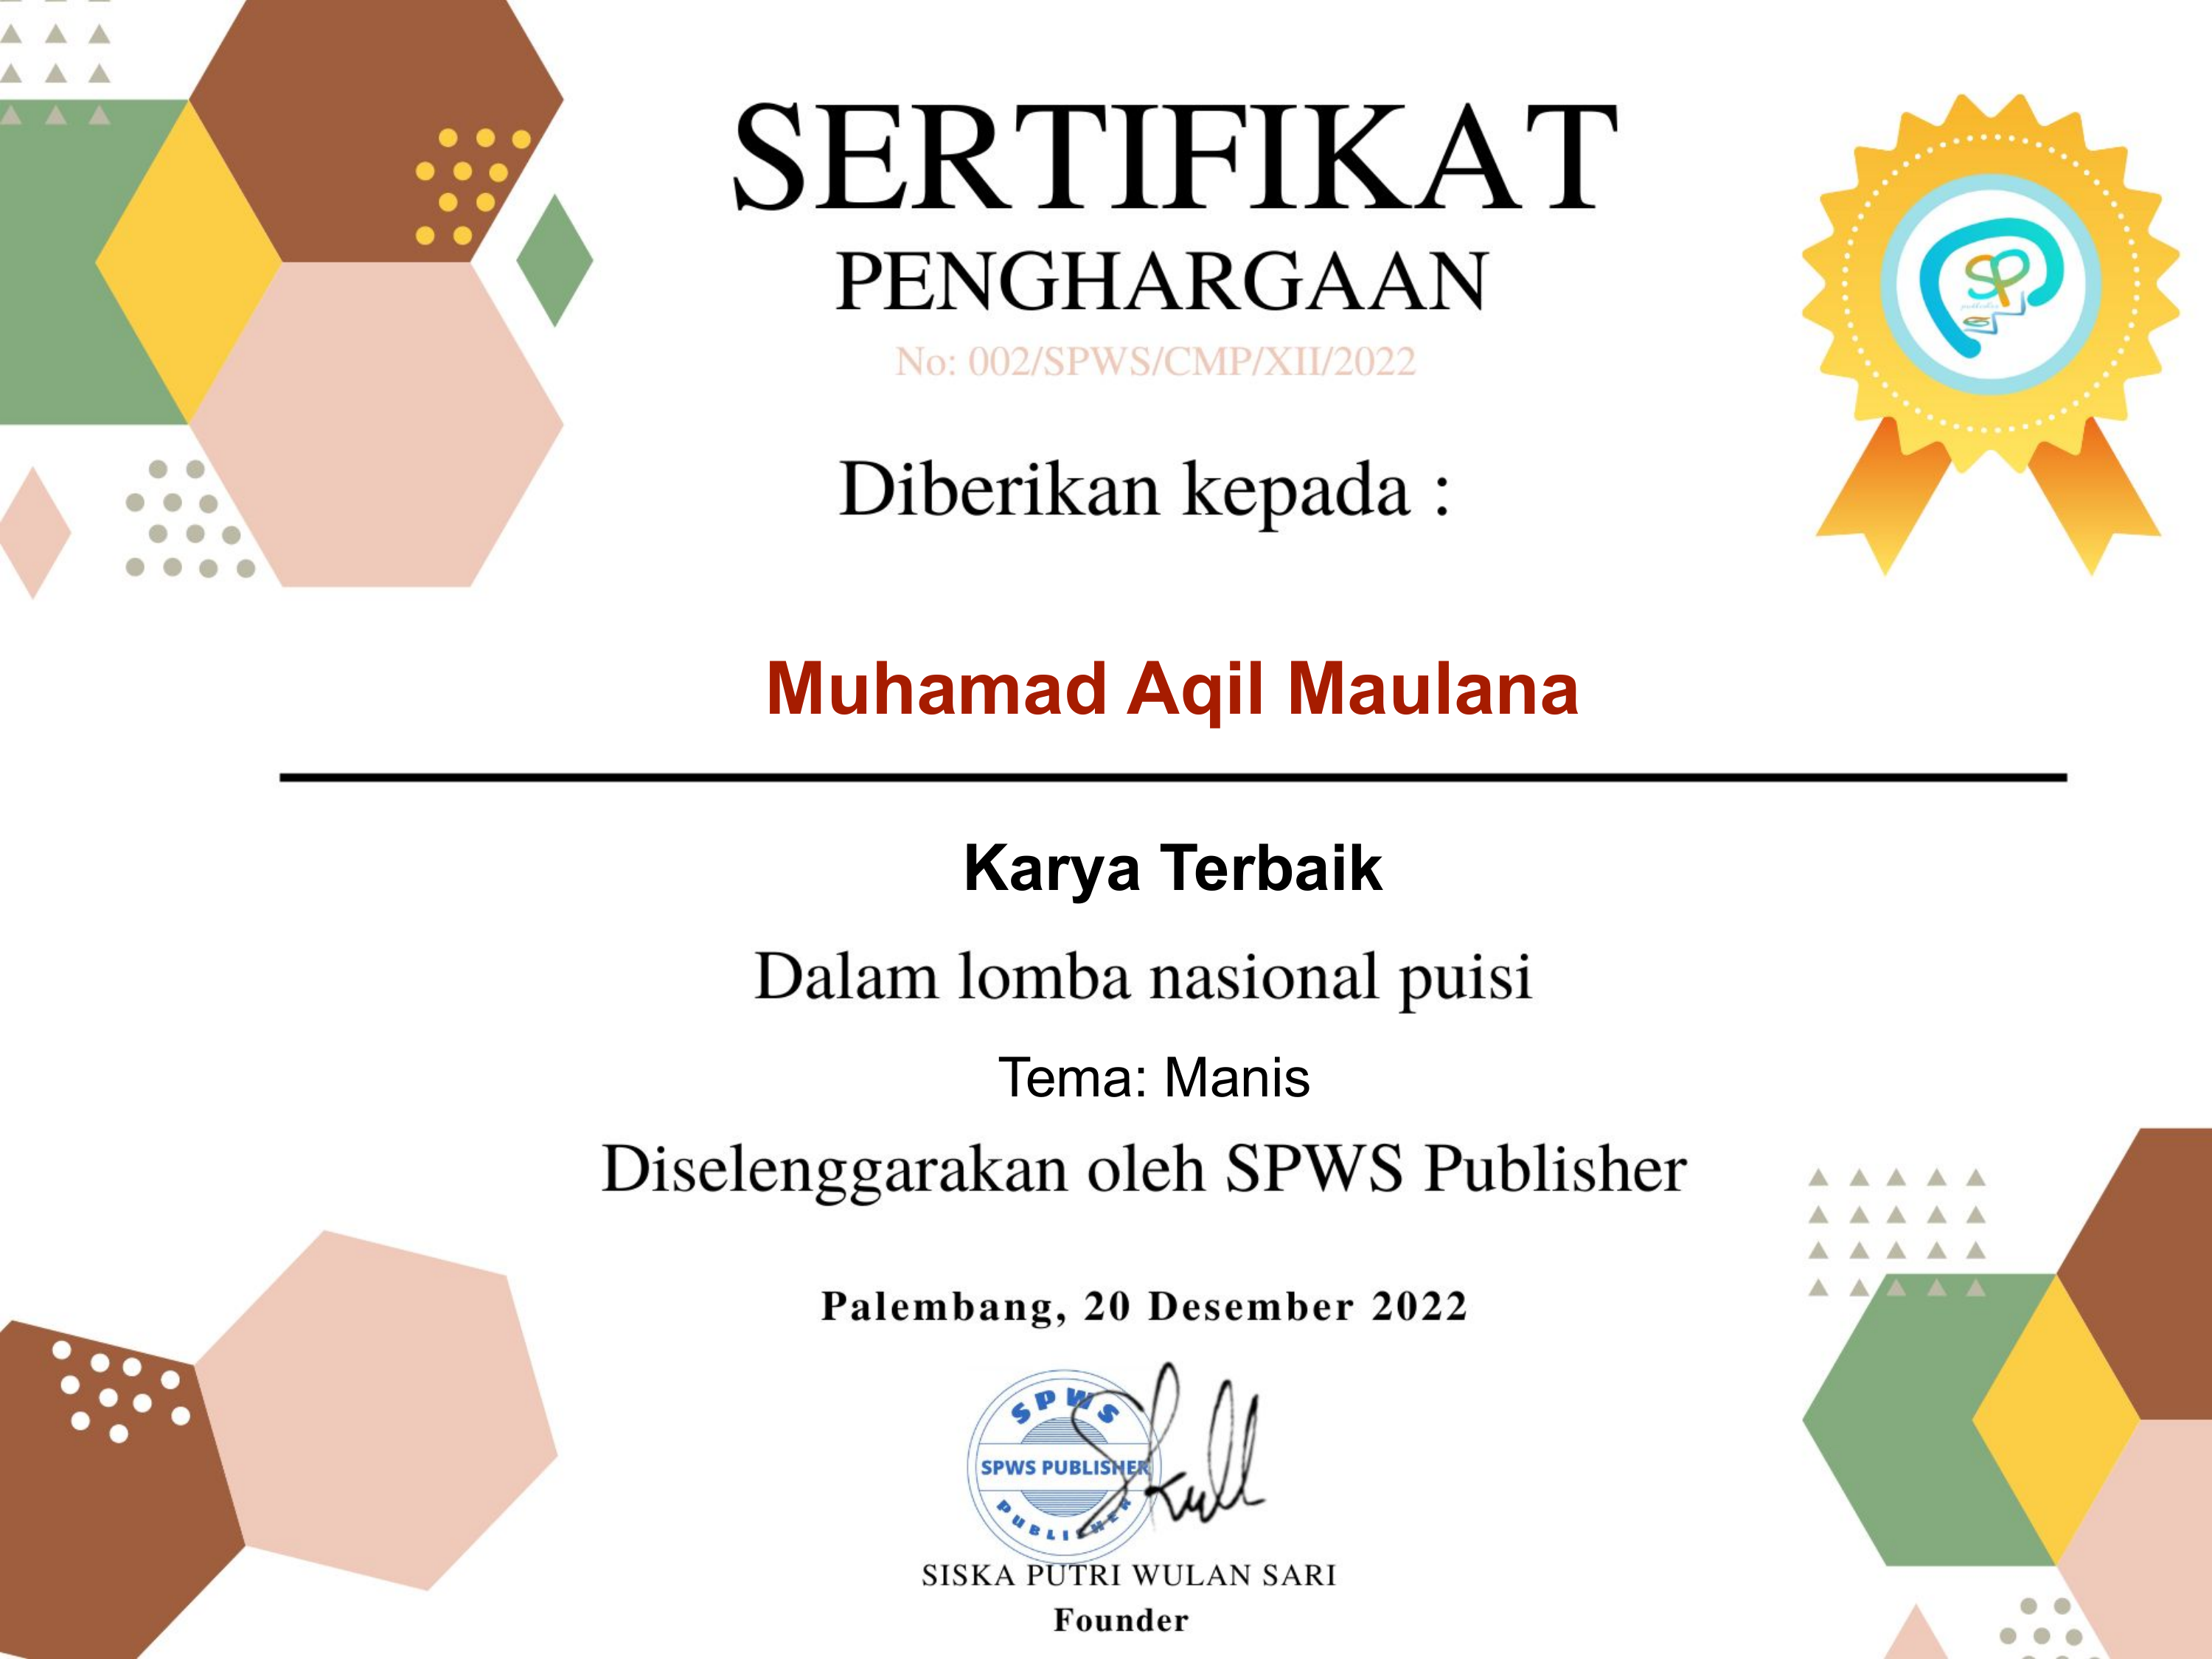 SERTIFIKAT
PENGHARGAAN
No: 002/SPWS/CMP/XII/2022
SP
publisher
Diberikan kepada :
Muhamad Aqil Maulana
Karya Terbaik
Dalam lomba nasional puisi
Tema: Manis
Diselenggarakan oleh SPWS Publisher
Palembang, 20 Desember 2022
SPWS
SPWS PUBLISHER
PUBLISHER
SISKA PUTRI WULAN SARI
Founder